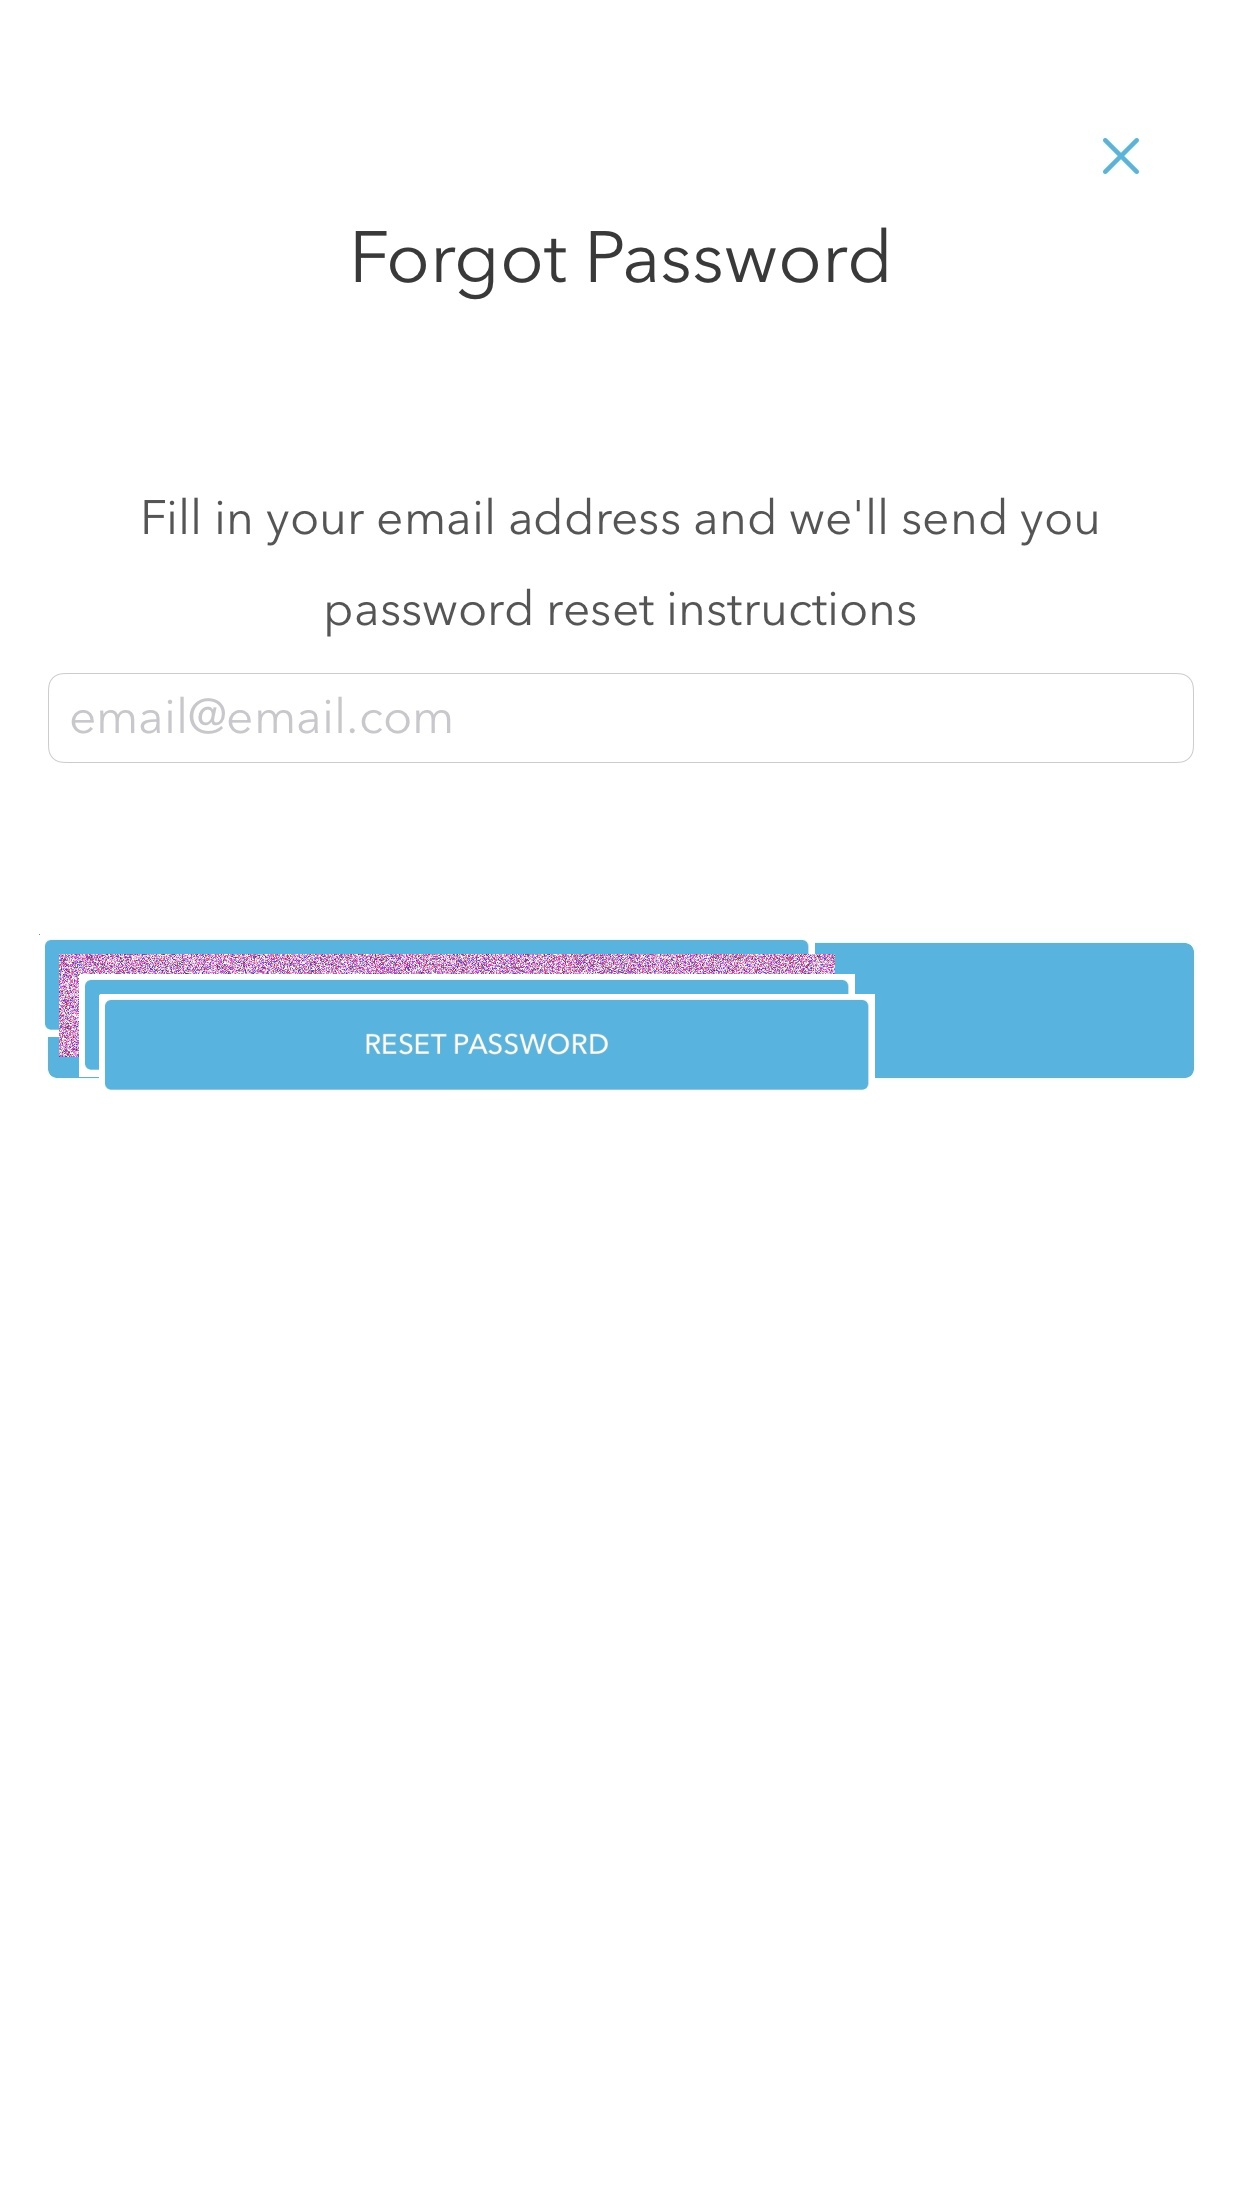 Forgot Password
Fill in your email address and we'll send you
password reset instructions
email@email.com
RESET PASSWORD